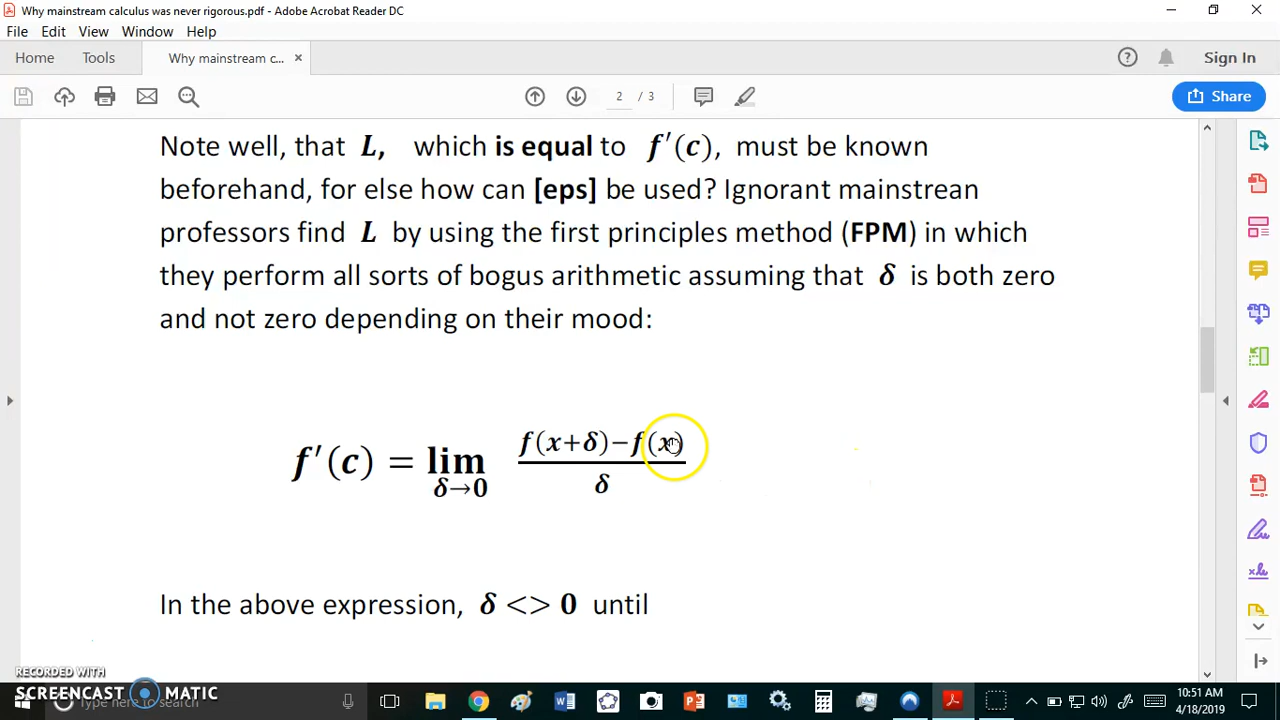 Why mainstream calculus was never rigorous.pdf - Adobe Acrobat Reader DC
File Edit View Window Help
Home Tools Why mainstream c... × Sign In
2 / 3 Share
Note well, that L, which is equal to f′(c), must be known
beforehand, for else how can [eps] be used? Ignorant mainstrean
professors find L by using the first principles method (FPM) in which
they perform all sorts of bogus arithmetic assuming that δ is both zero
and not zero depending on their mood:
f′(c) = lim δ→0 f(x+δ)−f(x) / δ
In the above expression, δ <> 0 until
RECORDED WITH
SCREENCAST MATIC
Type here to search
10:51 AM
4/18/2019